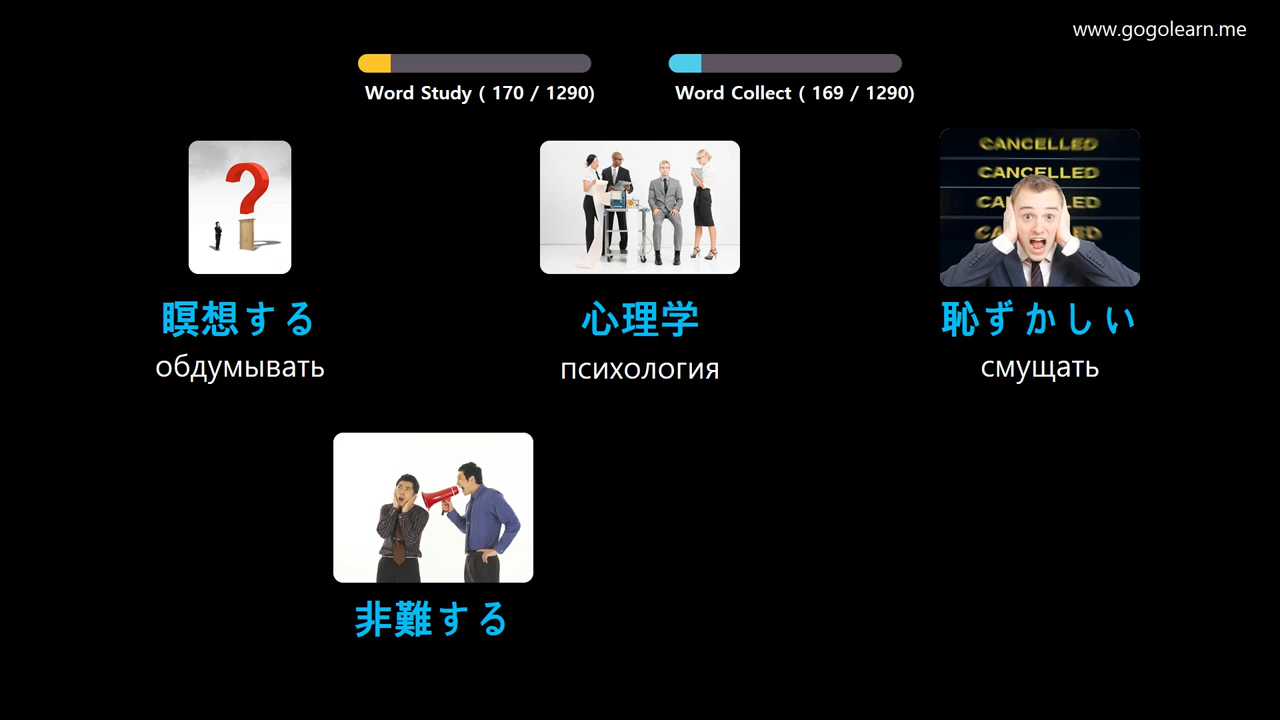 www.gogolearn.me
Word Study ( 170 / 1290)
Word Collect ( 169 / 1290)
CANCELLED
CANCELLED
瞑想する
обдумывать
心理学
психология
恥ずかしい
смущать
非難する